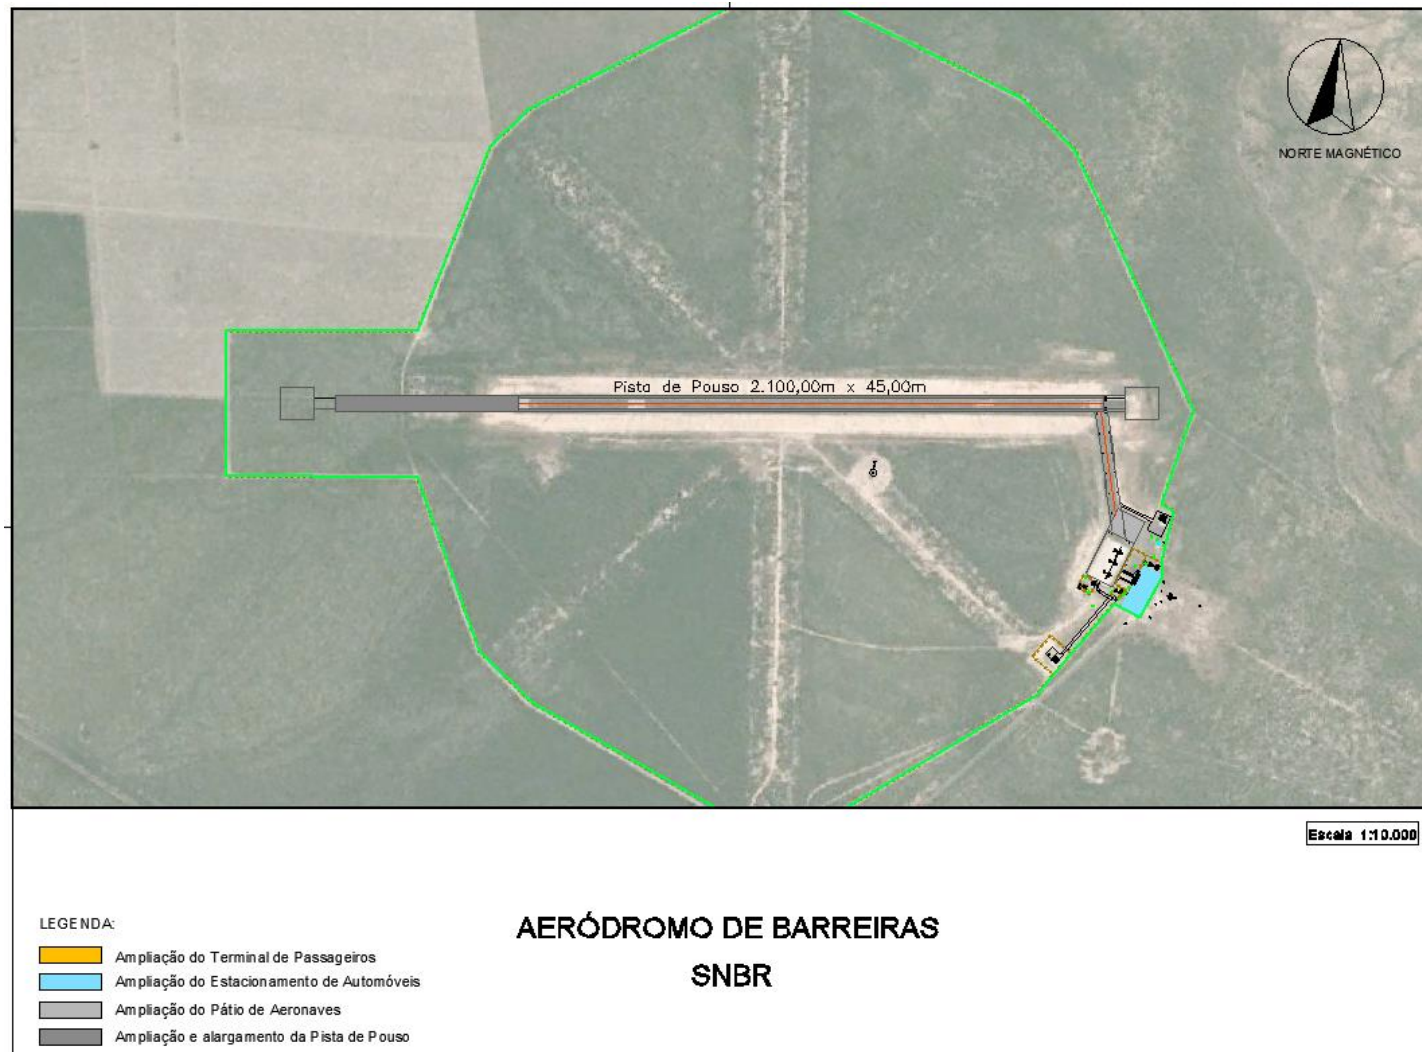 NORTE MAGNÉTICO
Pista de Pouso 2.100,00m x 45,00m
Escala 1:10.000
LEGENDA:
AERÓDROMO DE BARREIRAS
SNBR
Ampliação do Terminal de Passageiros
Ampliação do Estacionamento de Automóveis
Ampliação do Pátio de Aeronaves
Ampliação e alargamento da Pista de Pouso